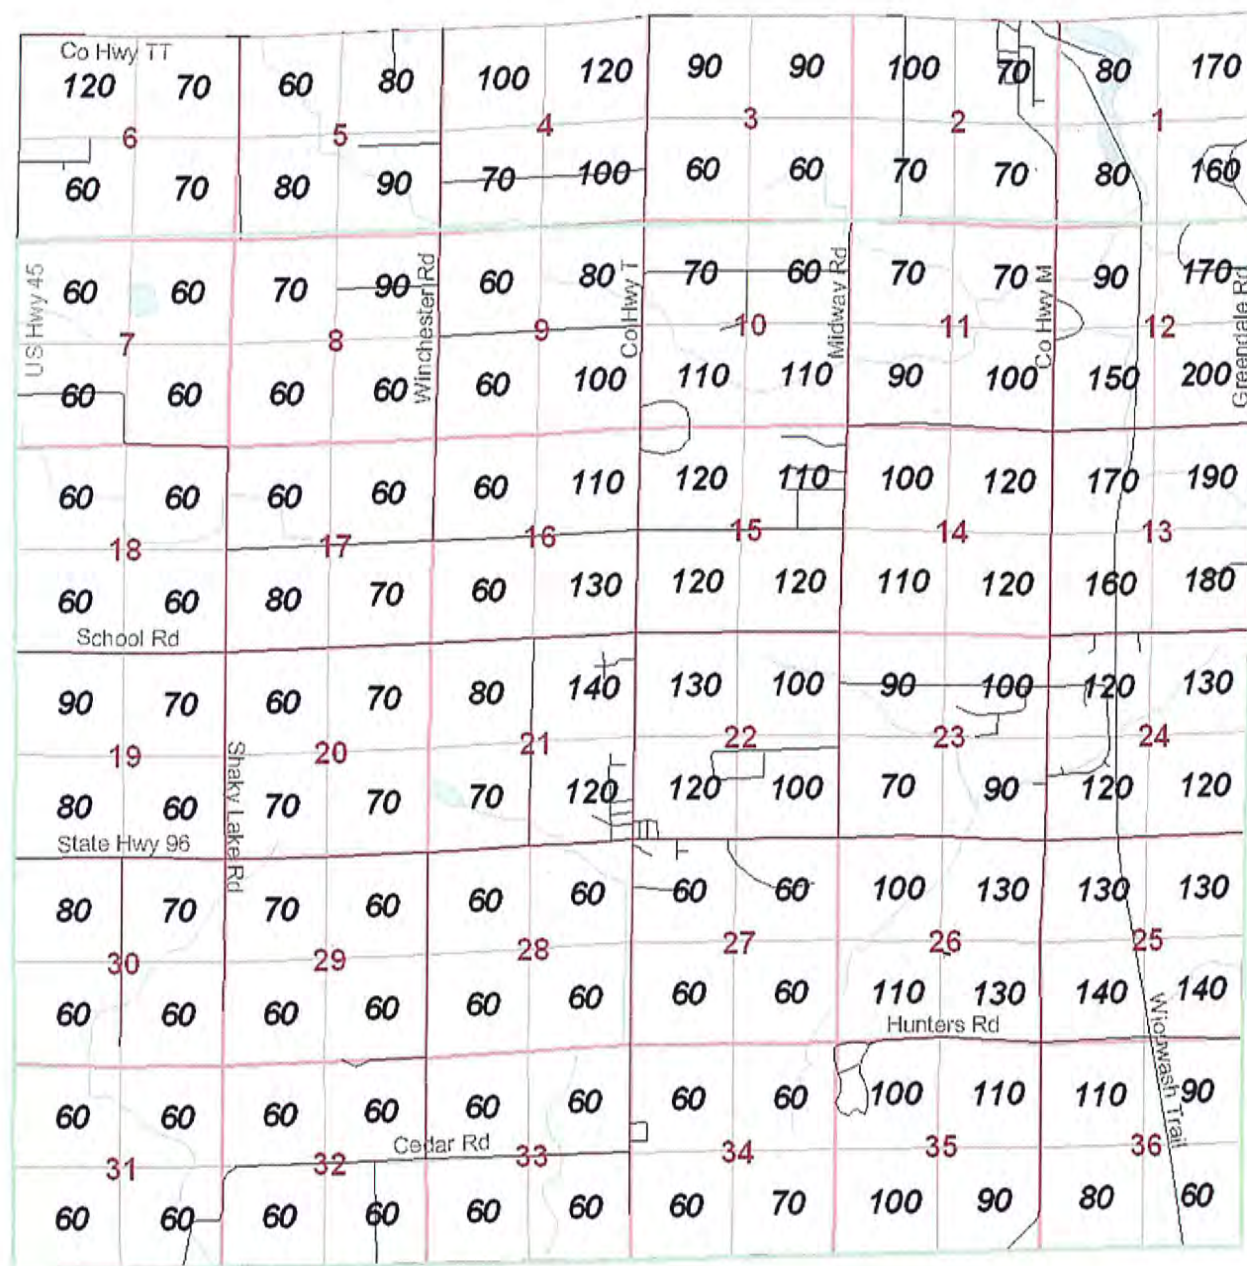 Co Hwy TT
120 70 60 80 100 120 90 90 100 70 80 170
6 5 4 3 2 1
60 70 80 90 70 100 60 60 70 70 80 160
US Hwy 45
Winchester Rd
Co Hwy T
Midway Rd
Co Hwy M
Greendale Rd
60 60 70 90 60 80 70 60 70 70 90 170
7 8 9 10 11 12
60 60 60 60 60 100 110 110 90 100 150 200
60 60 60 60 60 110 120 110 100 120 170 190
18 17 16 15 14 13
60 60 80 70 60 130 120 120 110 120 160 180
School Rd
90 70 60 70 80 140 130 100 90 100 120 130
19 20 21 22 23 24
Shaky Lake Rd
80 60 70 70 70 120 120 100 70 90 120 120
State Hwy 96
80 70 70 60 60 60 60 60 100 130 130 130
30 29 28 27 26 25
60 60 60 60 60 60 60 60 110 130 140 140
Hunters Rd
Wiouwash Trail
60 60 60 60 60 60 60 60 100 110 110 90
Cedar Rd
31 32 33 34 35 36
60 60 60 60 60 60 60 70 100 90 80 60